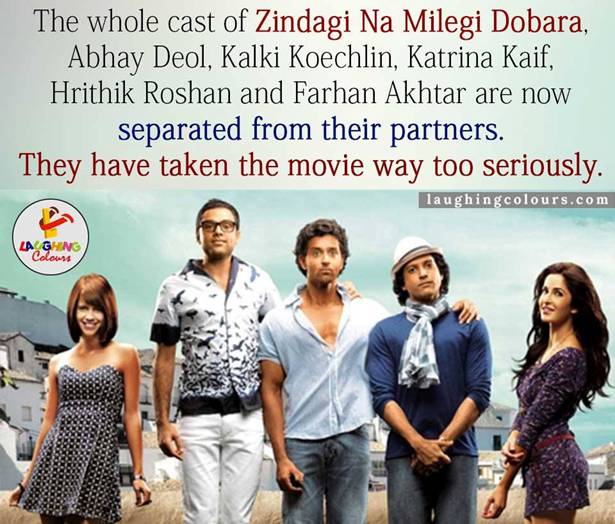 The whole cast of Zindagi Na Milegi Dobara,
Abhay Deol, Kalki Koechlin, Katrina Kaif,
Hrithik Roshan and Farhan Akhtar are now
separated from their partners.
They have taken the movie way too seriously.
laughingcolours.com
LAUGHING
Colours